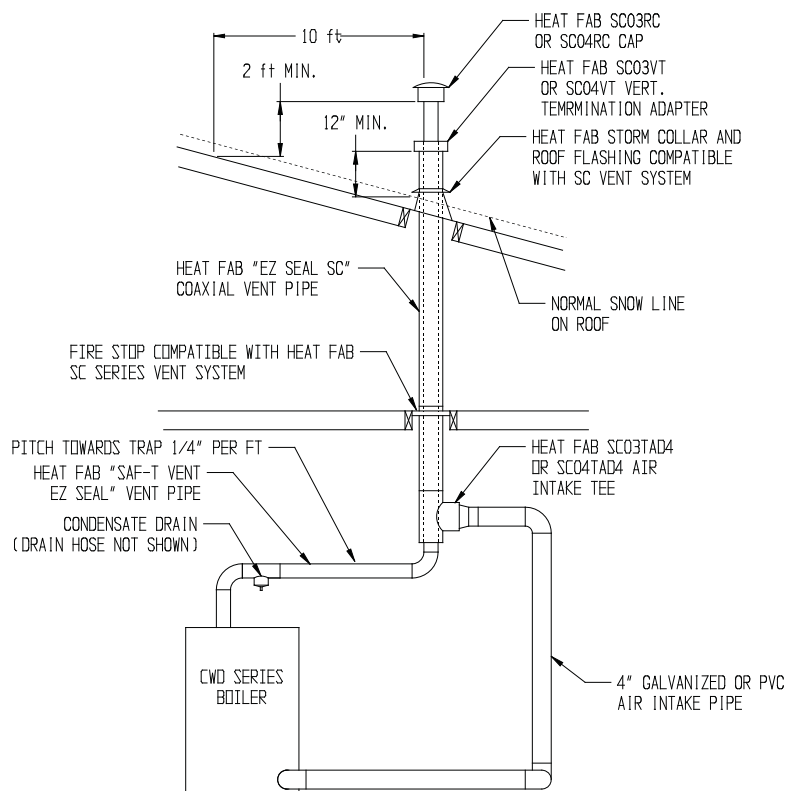 HEAT FAB SC03RC
OR SC04RC CAP
10 ft
2 ft MIN.
HEAT FAB SC03VT
OR SC04VT VERT.
TEMRMINATION ADAPTER
12" MIN.
HEAT FAB STORM COLLAR AND
ROOF FLASHING COMPATIBLE
WITH SC VENT SYSTEM
HEAT FAB "EZ SEAL SC"
COAXIAL VENT PIPE
NORMAL SNOW LINE
ON ROOF
FIRE STOP COMPATIBLE WITH HEAT FAB
SC SERIES VENT SYSTEM
PITCH TOWARDS TRAP 1/4" PER FT
HEAT FAB "SAF-T VENT
EZ SEAL" VENT PIPE
HEAT FAB SC03TAD4
OR SC04TAD4 AIR
INTAKE TEE
CONDENSATE DRAIN
(DRAIN HOSE NOT SHOWN)
CWD SERIES
BOILER
4" GALVANIZED OR PVC
AIR INTAKE PIPE